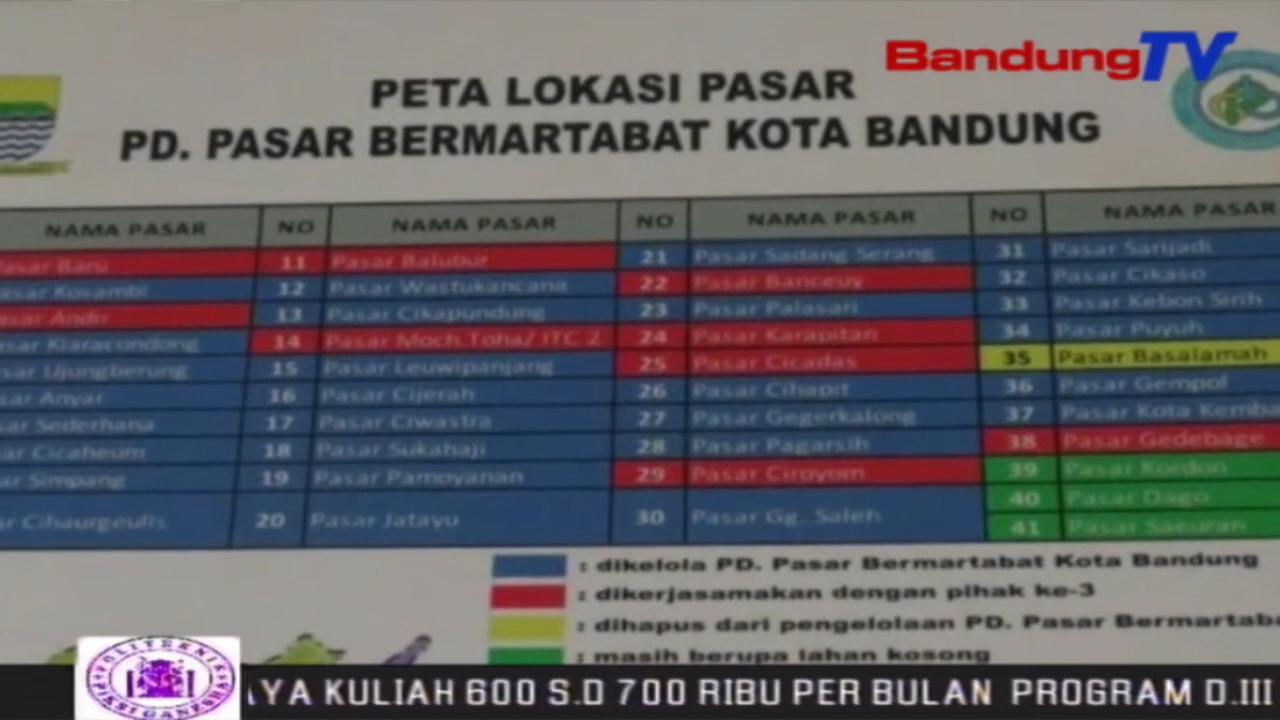 BandungTV
PETA LOKASI PASAR
PD. PASAR BERMARTABAT KOTA BANDUNG
NAMA PASAR NO NAMA PASAR NO NAMA PASAR NO NAMA PASAR
Pasar Baru 11 Pasar Balubur 21 Pasar Sadang Serang 31 Pasar Sarijadi
asar Kosambi 12 Pasar Wastukancana 22 Pasar Banceuy 32 Pasar Cikaso
asar Andir 13 Pasar Cikapundung 23 Pasar Palasari 33 Pasar Kebon Sirih
asar Kiaracondong 14 Pasar Moch.Toha/ ITC 2 24 Pasar Karapitan 34 Pasar Puyuh
asar Ujungberung 15 Pasar Leuwipanjang 25 Pasar Cicadas 35 Pasar Basalamah
sar Anyar 16 Pasar Cijerah 26 Pasar Cihapit 36 Pasar Gempol
sar Sederhana 17 Pasar Ciwastra 27 Pasar Gegerkalong 37 Pasar Kota Kemba
sar Cicaheum 18 Pasar Sukahaji 28 Pasar Pagarsih 38 Pasar Gedebage
sar Simpang 19 Pasar Pamoyanan 29 Pasar Ciroyom 39 Pasar Kordon
ar Cihaurgeulis 20 Pasar Jatayu 30 Pasar Gg. Saleh 40 Pasar Dago
41 Pasar Saeuran
: dikelola PD. Pasar Bermartabat Kota Bandung
: dikerjasamakan dengan pihak ke-3
: dihapus dari pengelolaan PD. Pasar Bermartaba
: masih berupa lahan kosong
AYA KULIAH 600 S.D 700 RIBU PER BULAN PROGRAM D.III